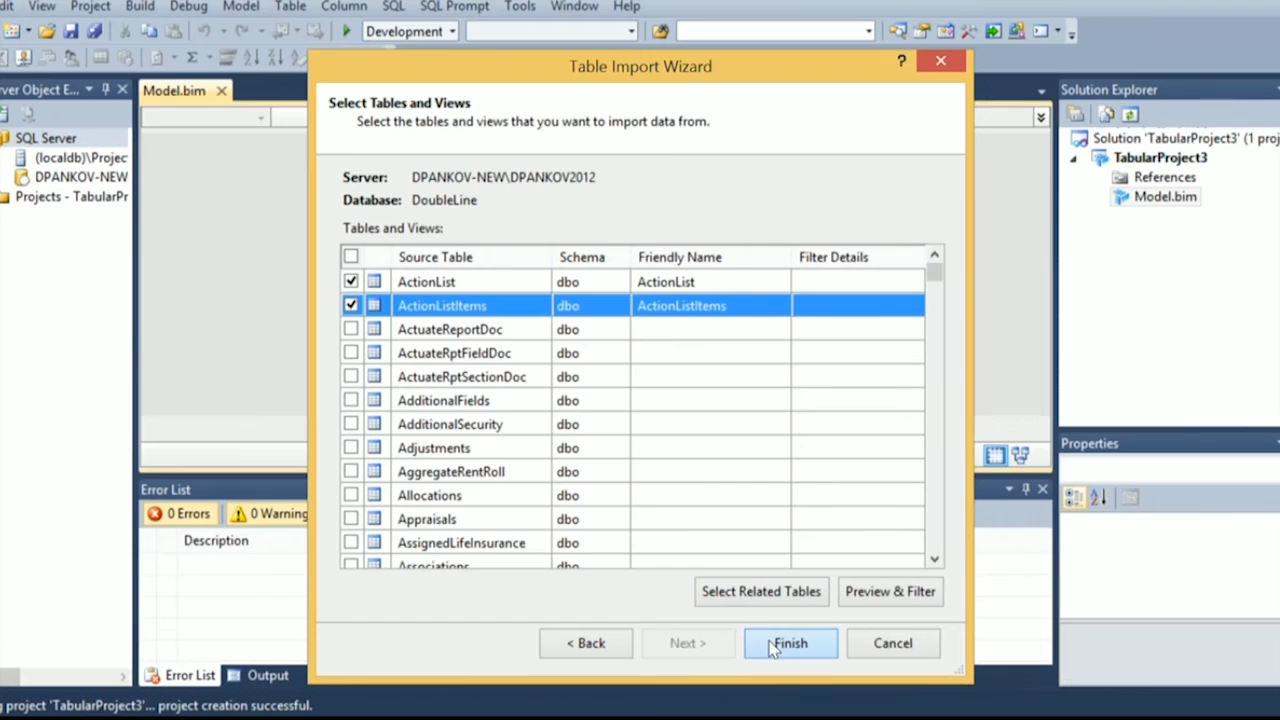 dit View Project Build Debug Model Table Column SQL SQL Prompt Tools Window Help
Development
Table Import Wizard
?
Select Tables and Views
Select the tables and views that you want to import data from.
Server: DPANKOV-NEW\DPANKOV2012
Database: DoubleLine
Tables and Views:
Source Table Schema Friendly Name Filter Details
ActionList dbo ActionList
ActionListItems dbo ActionListItems
ActuateReportDoc dbo
ActuateRptFieldDoc dbo
ActuateRptSectionDoc dbo
AdditionalFields dbo
AdditionalSecurity dbo
Adjustments dbo
AggregateRentRoll dbo
Allocations dbo
Appraisals dbo
AssignedLifeInsurance dbo
Associations dbo
Select Related Tables Preview & Filter
< Back Next > Finish Cancel
rver Object E...
SQL Server
(localdb)\Projec
DPANKOV-NEW
Projects - TabularPr
Model.bim
Error List
0 Errors 0 Warning
Description
Error List Output
Solution Explorer
Solution 'TabularProject3' (1 proj
TabularProject3
References
Model.bim
Properties
g project 'TabularProject3'... project creation successful.